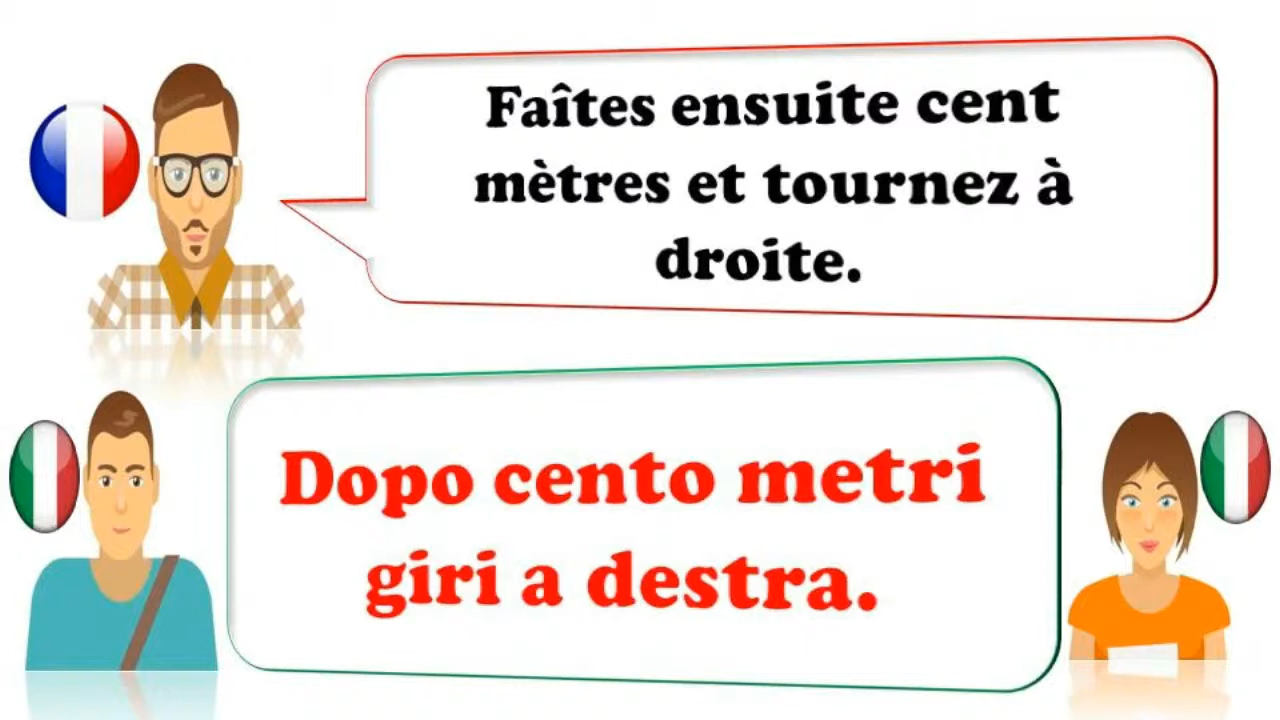 Faîtes ensuite cent
mètres et tournez à
droite.
Dopo cento metri
giri a destra.